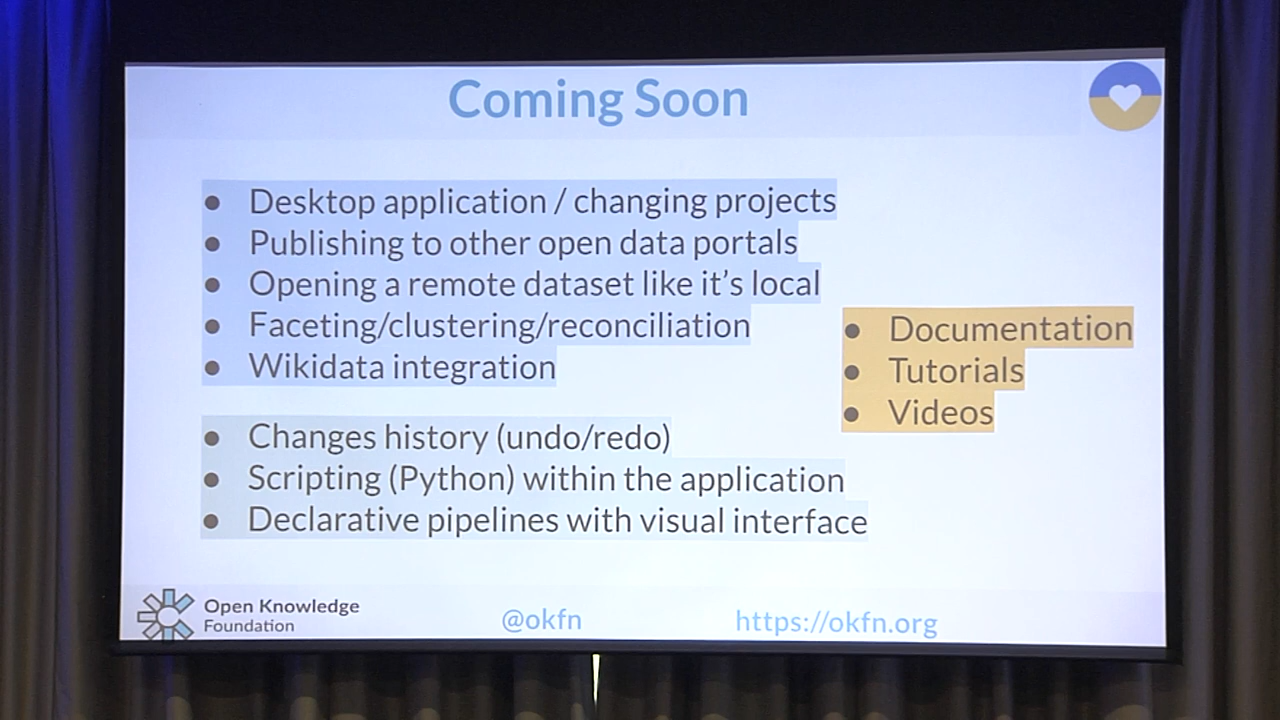 Coming Soon
● Desktop application / changing projects
● Publishing to other open data portals
● Opening a remote dataset like it’s local
● Faceting/clustering/reconciliation
● Wikidata integration
● Documentation
● Tutorials
● Videos
● Changes history (undo/redo)
● Scripting (Python) within the application
● Declarative pipelines with visual interface
Open Knowledge
Foundation
@okfn
https://okfn.org